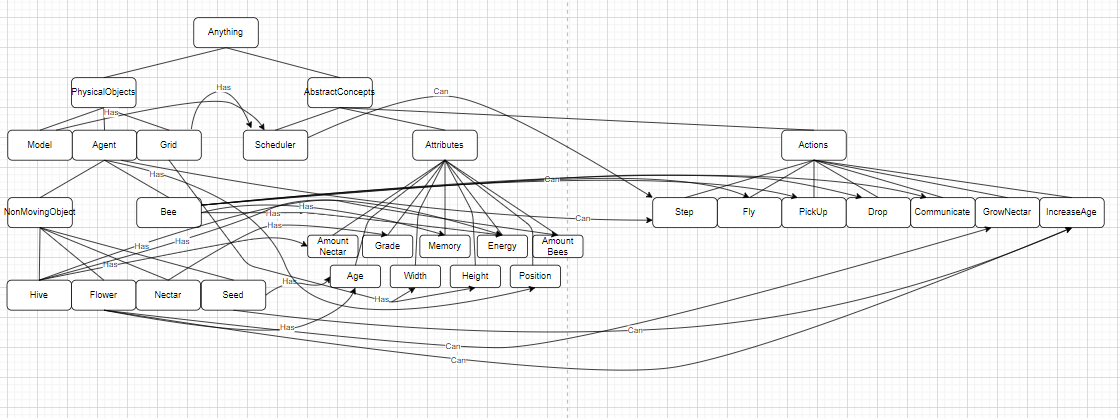 Anything
PhysicalObjects
AbstractConcepts
Has
Can
Has
Model
Agent
Grid
Scheduler
Attributes
Actions
Has
Can
NonMovingObject
Bee
Has
Has
Has
Can
Step
Fly
PickUp
Drop
Communicate
GrowNectar
IncreaseAge
Has
Has
Amount
Nectar
Grade
Memory
Energy
Amount
Bees
Has
Has
Age
Width
Height
Position
Hive
Flower
Nectar
Seed
Has
Has
Can
Can
Can